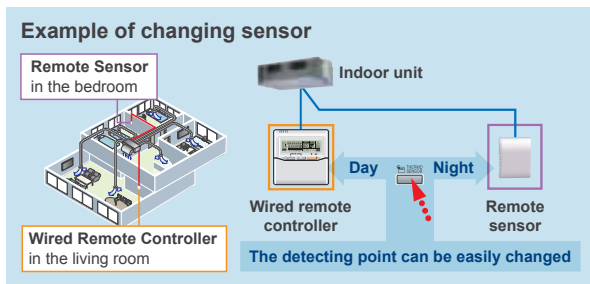 Example of changing sensor
Remote Sensor
in the bedroom
Indoor unit
Day
THERMO
SENSOR
Night
Wired remote
controller
Remote
sensor
Wired Remote Controller
in the living room
The detecting point can be easily changed